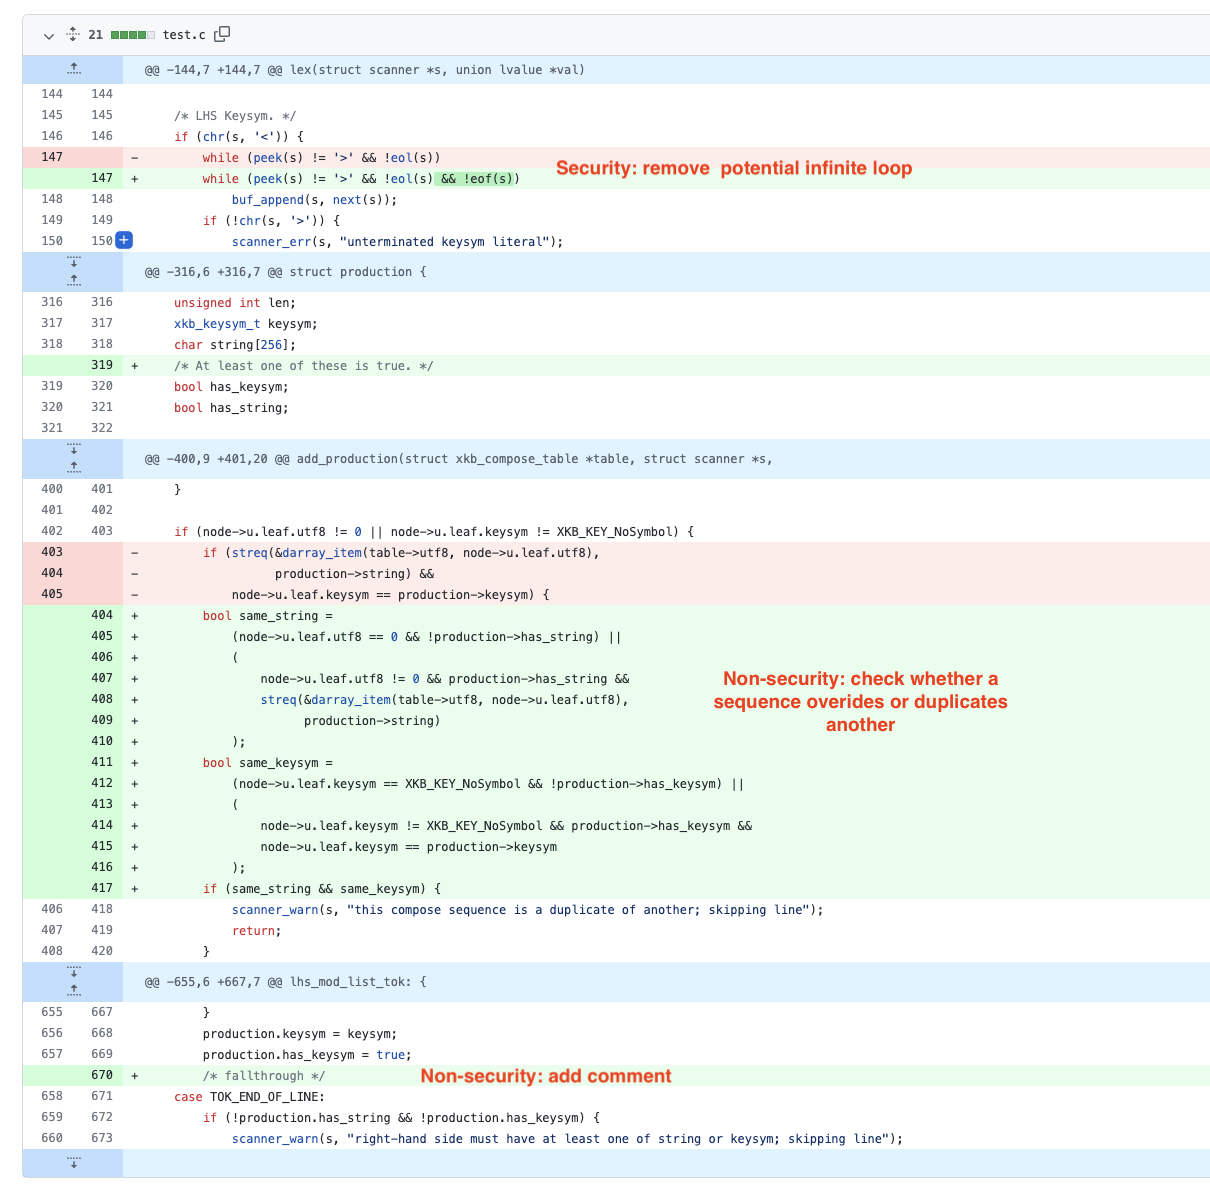 21 test.c
@@ -144,7 +144,7 @@ lex(struct scanner *s, union lvalue *val)
144 144
145 145 /* LHS Keysym. */
146 146 if (chr(s, '<')) {
147 - while (peek(s) != '>' && !eol(s))
147 + while (peek(s) != '>' && !eol(s) && !eof(s))
Security: remove potential infinite loop
148 148 buf_append(s, next(s));
149 149 if (!chr(s, '>')) {
150 150 + scanner_err(s, "unterminated keysym literal");
@@ -316,6 +316,7 @@ struct production {
316 316 unsigned int len;
317 317 xkb_keysym_t keysym;
318 318 char string[256];
319 + /* At least one of these is true. */
319 320 bool has_keysym;
320 321 bool has_string;
321 322
@@ -400,9 +401,20 @@ add_production(struct xkb_compose_table *table, struct scanner *s,
400 401 }
401 402
402 403 if (node->u.leaf.utf8 != 0 || node->u.leaf.keysym != XKB_KEY_NoSymbol) {
403 - if (streq(&darray_item(table->utf8, node->u.leaf.utf8),
404 - production->string) &&
405 - node->u.leaf.keysym == production->keysym) {
404 + bool same_string =
405 + (node->u.leaf.utf8 == 0 && !production->has_string) ||
406 + (
407 + node->u.leaf.utf8 != 0 && production->has_string &&
408 + streq(&darray_item(table->utf8, node->u.leaf.utf8),
409 + production->string)
410 + );
Non-security: check whether a
sequence overides or duplicates
another
411 + bool same_keysym =
412 + (node->u.leaf.keysym == XKB_KEY_NoSymbol && !production->has_keysym) ||
413 + (
414 + node->u.leaf.keysym != XKB_KEY_NoSymbol && production->has_keysym &&
415 + node->u.leaf.keysym == production->keysym
416 + );
417 + if (same_string && same_keysym) {
406 418 scanner_warn(s, "this compose sequence is a duplicate of another; skipping line");
407 419 return;
408 420 }
@@ -655,6 +667,7 @@ lhs_mod_list_tok: {
655 667 }
656 668 production.keysym = keysym;
657 669 production.has_keysym = true;
670 + /* fallthrough */ Non-security: add comment
658 671 case TOK_END_OF_LINE:
659 672 if (!production.has_string && !production.has_keysym) {
660 673 scanner_warn(s, "right-hand side must have at least one of string or keysym; skipping line");